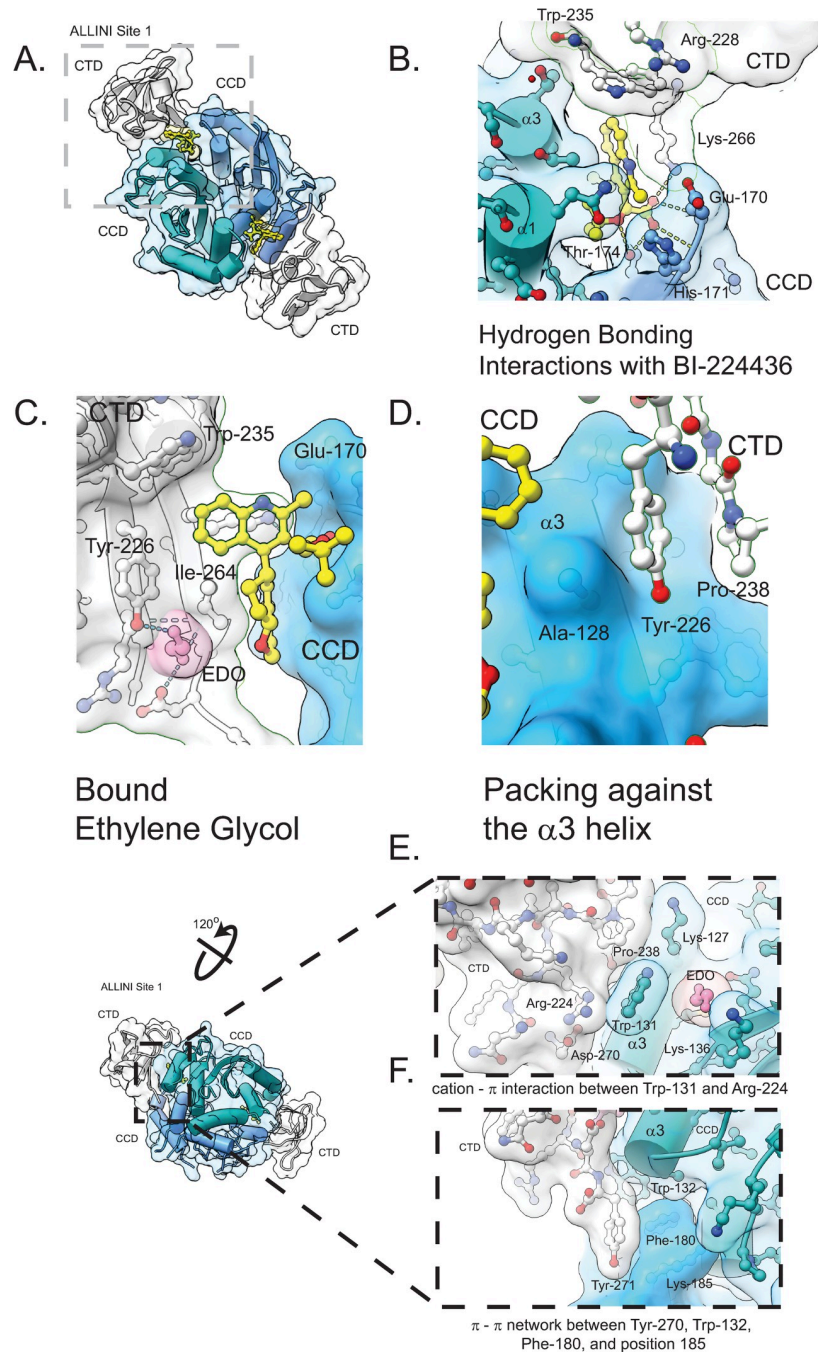 A.
ALLINI Site 1
CTD
CCD
CCD
CTD
B.
Trp-235
Arg-228
CTD
α3
Lys-266
Glu-170
α1
Thr-174
His-171
CCD
Hydrogen Bonding
Interactions with BI-224436
C.
CTD
Trp-235
Glu-170
Tyr-226
Ile-264
EDO
CCD
Bound
Ethylene Glycol
D.
CCD
CTD
α3
Pro-238
Ala-128
Tyr-226
Packing against
the α3 helix
120°
ALLINI Site 1
CTD
CCD
CCD
CTD
E.
CCD
Lys-127
Pro-238
CTD
EDO
Arg-224
Trp-131
α3
Asp-270
Lys-136
cation - π interaction between Trp-131 and Arg-224
F.
α3
CCD
CTD
Trp-132
Phe-180
Tyr-271
Lys-185
π - π network between Tyr-270, Trp-132,
Phe-180, and position 185